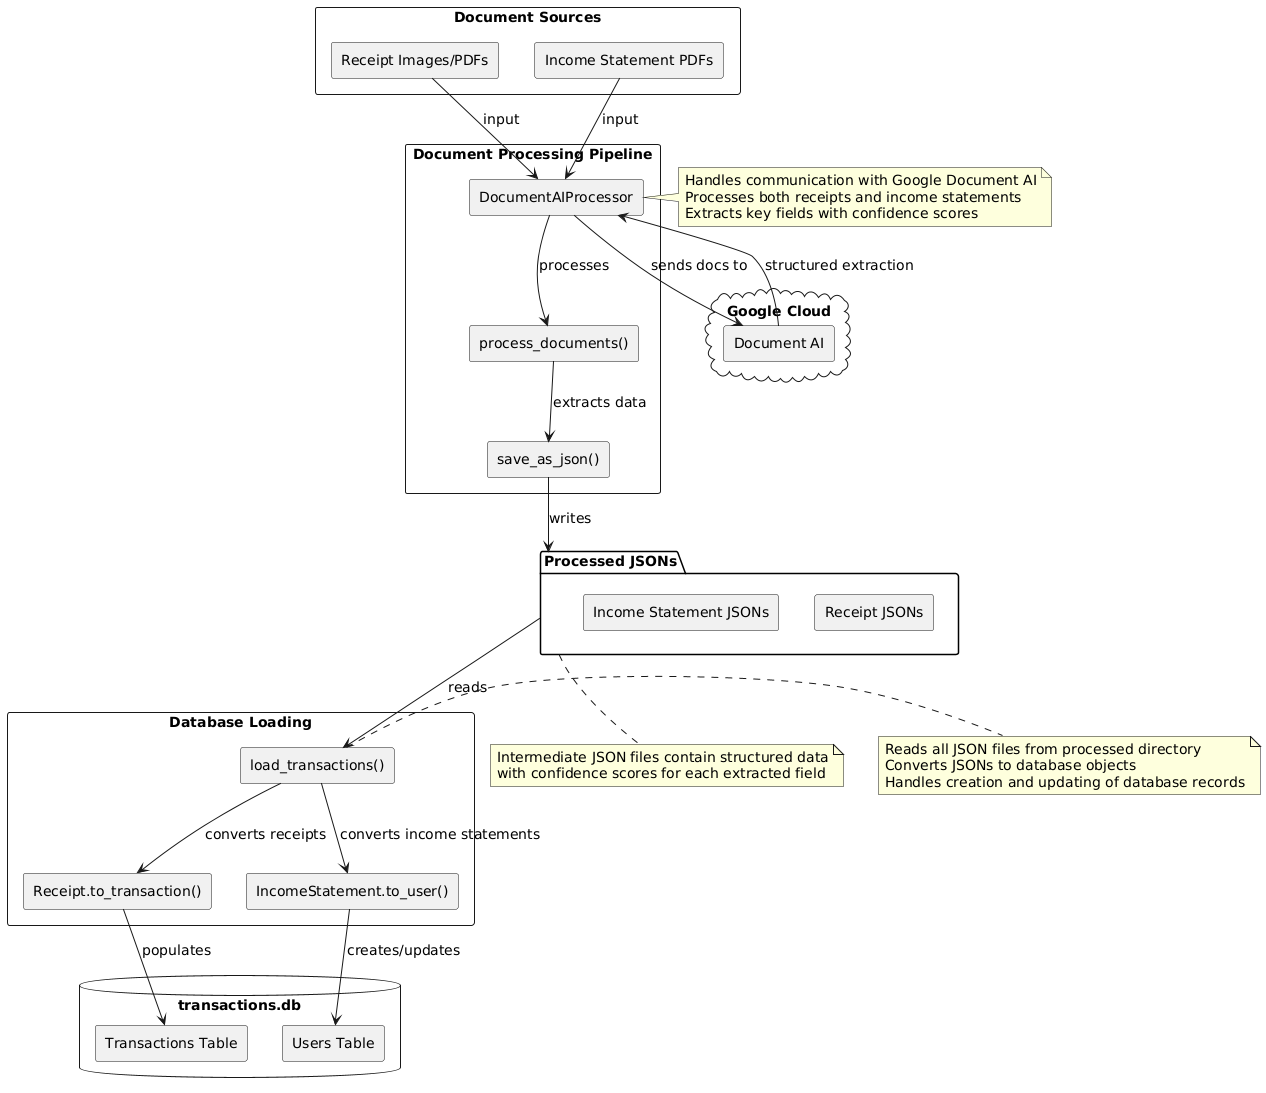 Document Sources
Receipt Images/PDFs
Income Statement PDFs
input
input
Document Processing Pipeline
DocumentAIProcessor
Handles communication with Google Document AI
Processes both receipts and income statements
Extracts key fields with confidence scores
processes
sends docs to
structured extraction
Google Cloud
process_documents()
Document AI
extracts data
save_as_json()
writes
Processed JSONs
Income Statement JSONs
Receipt JSONs
reads
Database Loading
load_transactions()
Intermediate JSON files contain structured data
with confidence scores for each extracted field
Reads all JSON files from processed directory
Converts JSONs to database objects
Handles creation and updating of database records
converts receipts
converts income statements
Receipt.to_transaction()
IncomeStatement.to_user()
populates
creates/updates
transactions.db
Transactions Table
Users Table